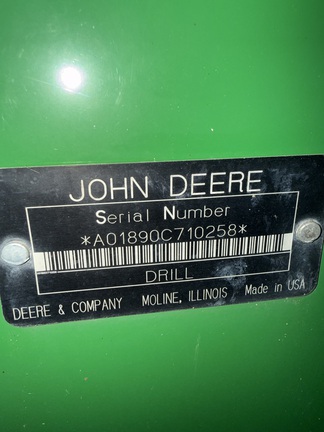 JOHN DEERE
Serial Number
*A01890C710258*
DRILL
DEERE & COMPANY MOLINE, ILLINOIS Made in USA